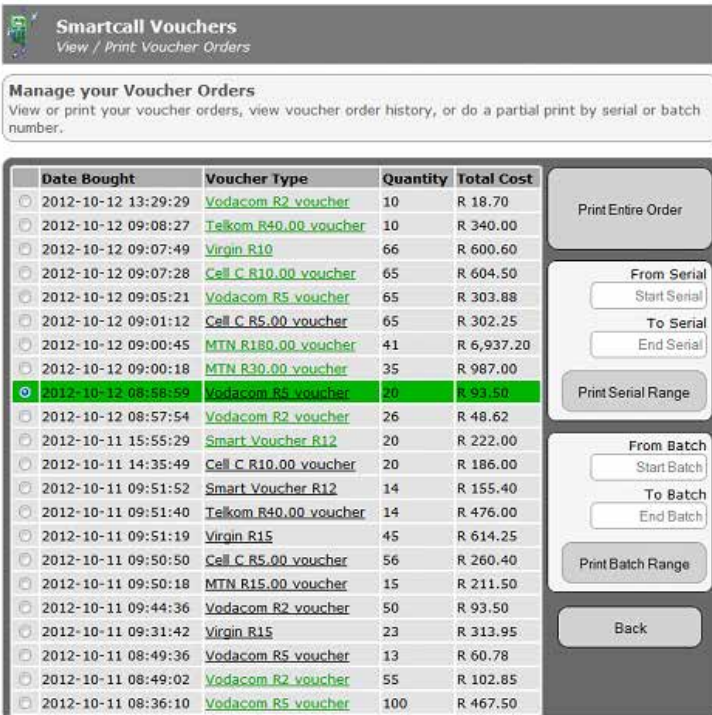 Smartcall Vouchers
View / Print Voucher Orders
Manage your Voucher Orders
View or print your voucher orders, view voucher order history, or do a partial print by serial or batch
number.
Date Bought Voucher Type Quantity Total Cost
2012-10-12 13:29:29 Vodacom R2 voucher 10 R 18.70
2012-10-12 09:08:27 Telkom R40.00 voucher 10 R 340.00
2012-10-12 09:07:49 Virgin R10 66 R 600.60
2012-10-12 09:07:28 Cell C R10.00 voucher 65 R 604.50
2012-10-12 09:05:21 Vodacom R5 voucher 65 R 303.88
2012-10-12 09:01:12 Cell C R5.00 voucher 65 R 302.25
2012-10-12 09:00:45 MTN R180.00 voucher 41 R 6,937.20
2012-10-12 09:00:18 MTN R30.00 voucher 35 R 987.00
2012-10-12 08:58:59 Vodacom R5 voucher 20 R 93.50
2012-10-12 08:57:54 Vodacom R2 voucher 26 R 48.62
2012-10-11 15:55:29 Smart Voucher R12 20 R 222.00
2012-10-11 14:35:49 Cell C R10.00 voucher 20 R 186.00
2012-10-11 09:51:52 Smart Voucher R12 14 R 155.40
2012-10-11 09:51:40 Telkom R40.00 voucher 14 R 476.00
2012-10-11 09:51:19 Virgin R15 45 R 614.25
2012-10-11 09:50:50 Cell C R5.00 voucher 56 R 260.40
2012-10-11 09:50:18 MTN R15.00 voucher 15 R 211.50
2012-10-11 09:44:36 Vodacom R2 voucher 50 R 93.50
2012-10-11 09:31:42 Virgin R15 23 R 313.95
2012-10-11 08:49:36 Vodacom R5 voucher 13 R 60.78
2012-10-11 08:49:02 Vodacom R2 voucher 55 R 102.85
2012-10-11 08:36:10 Vodacom R5 voucher 100 R 467.50
Print Entire Order
From Serial
Start Serial
To Serial
End Serial
Print Serial Range
From Batch
Start Batch
To Batch
End Batch
Print Batch Range
Back